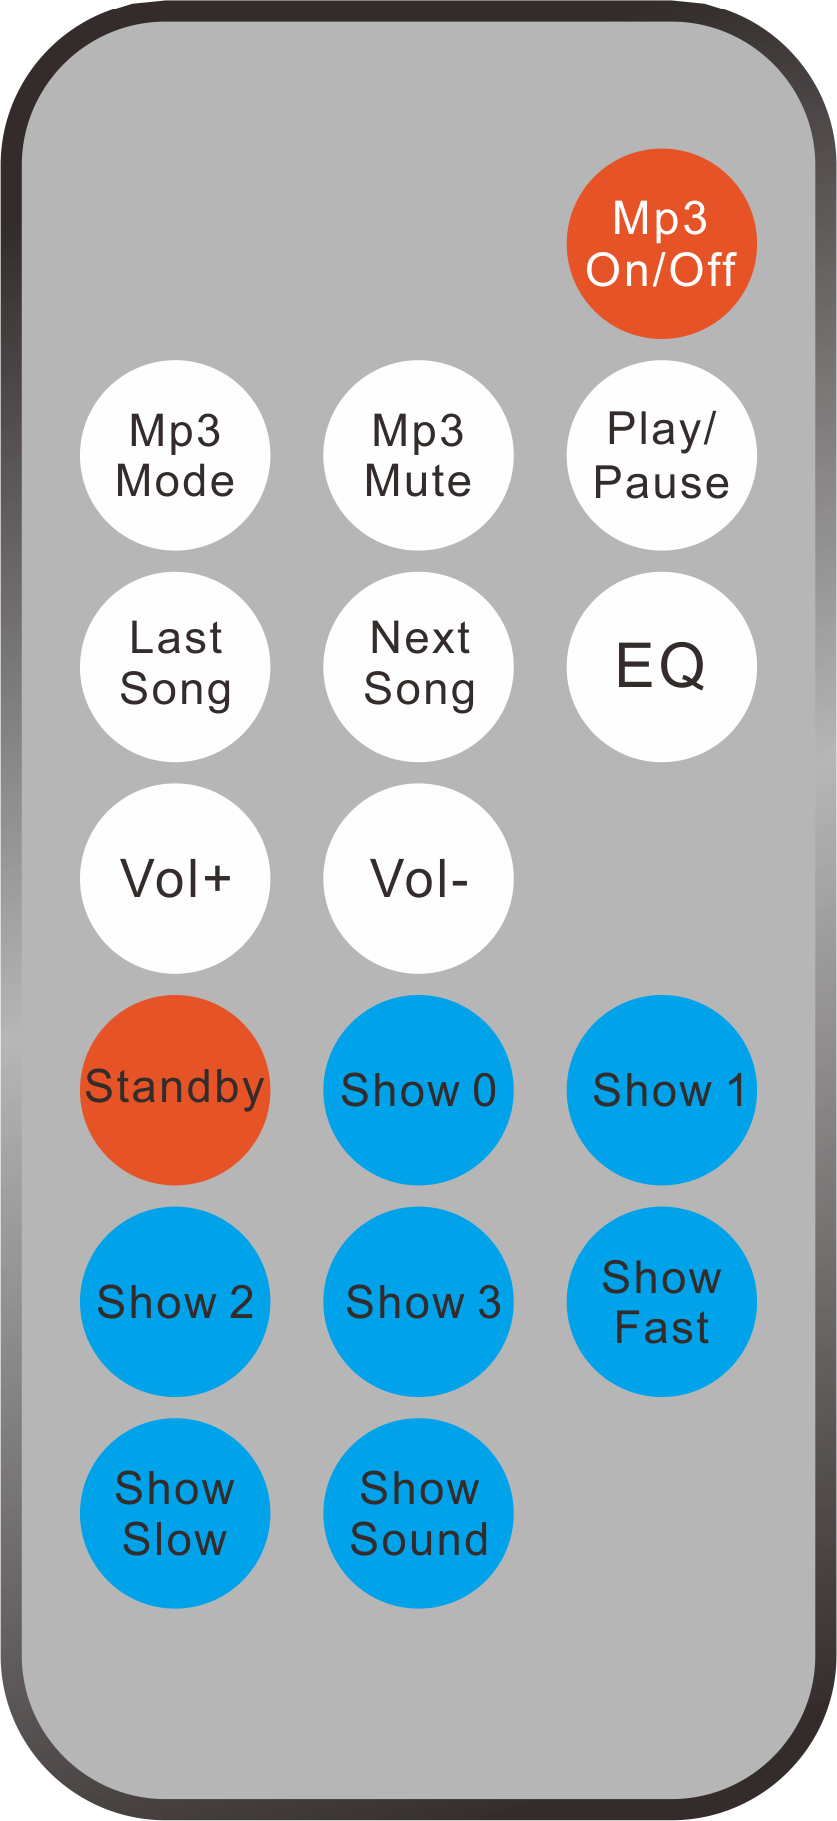 Mp3
On/Off
Mp3
Mode
Mp3
Mute
Play/
Pause
Last
Song
Next
Song
EQ
Vol+
Vol-
Standby
Show 0
Show 1
Show 2
Show 3
Show
Fast
Show
Slow
Show
Sound